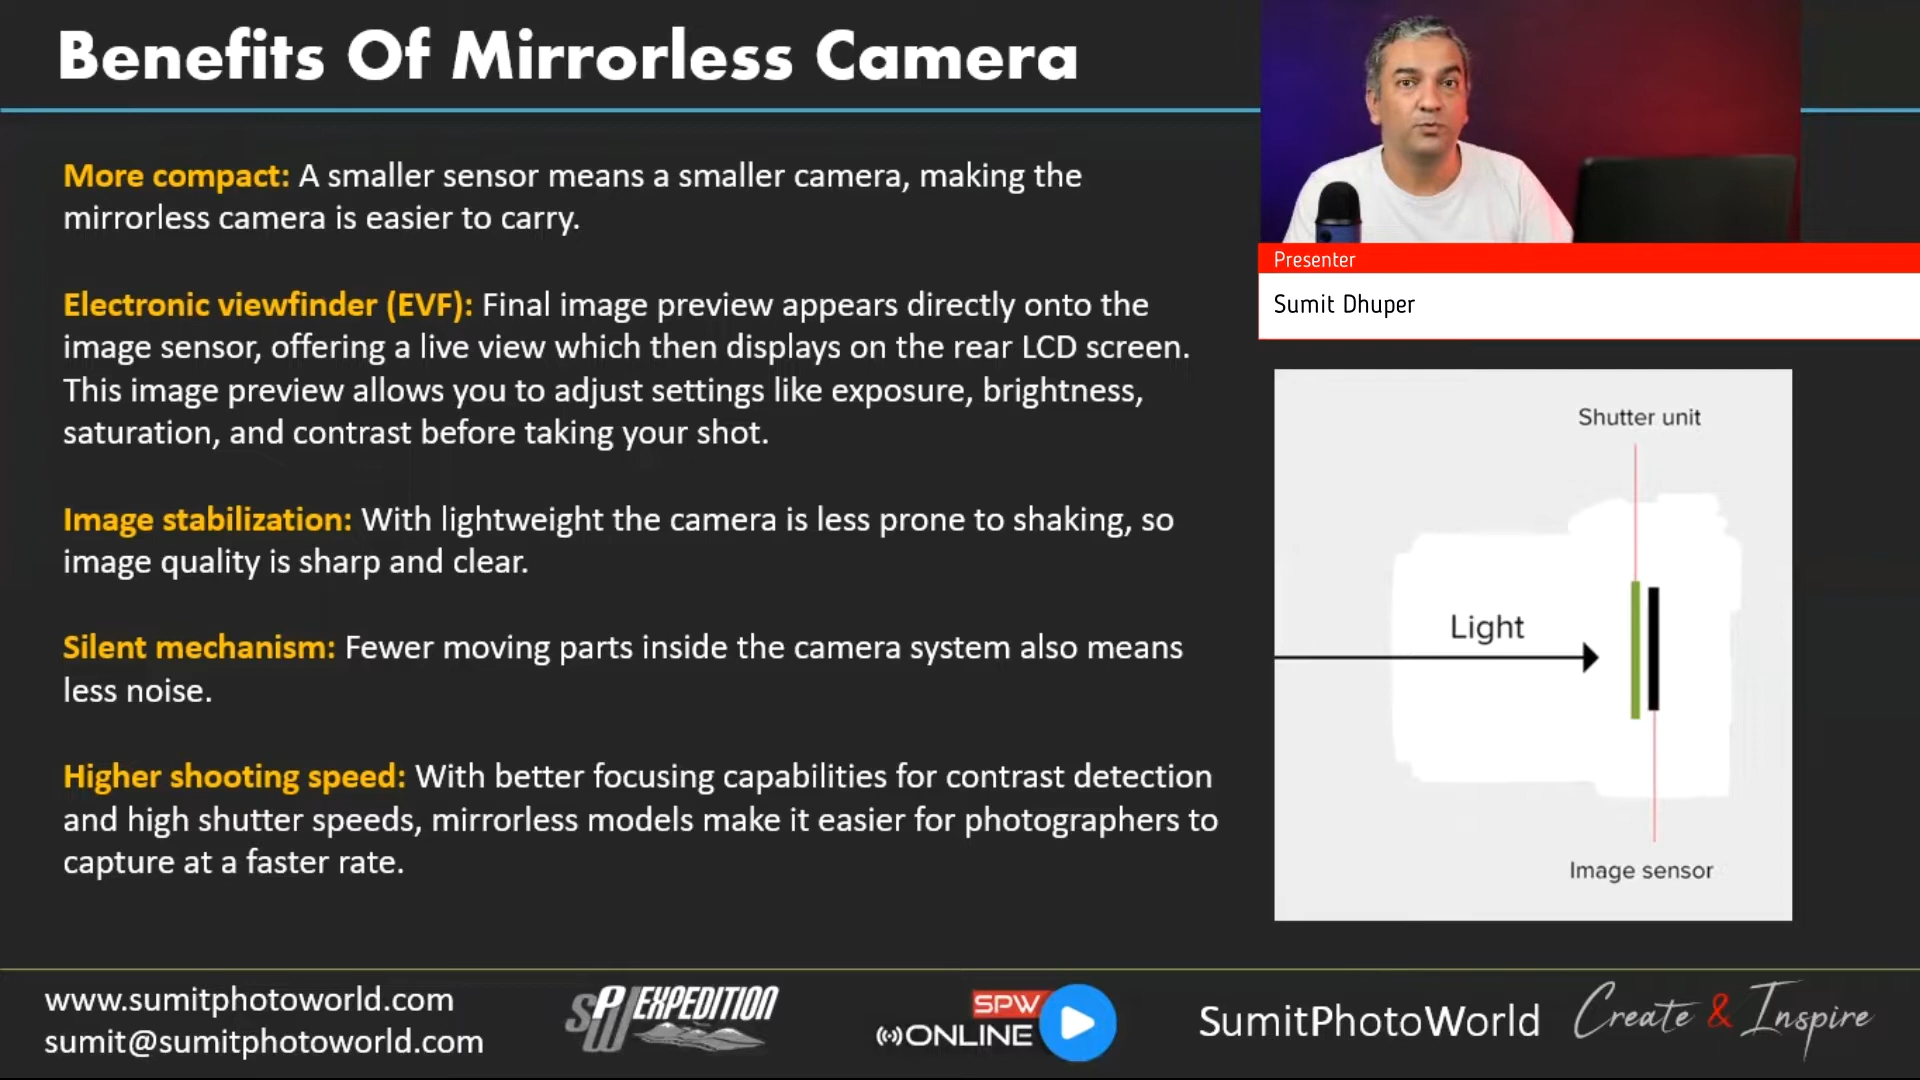 Benefits Of Mirrorless Camera
More compact: A smaller sensor means a smaller camera, making the
mirrorless camera is easier to carry.
Electronic viewfinder (EVF): Final image preview appears directly onto the
image sensor, offering a live view which then displays on the rear LCD screen.
This image preview allows you to adjust settings like exposure, brightness,
saturation, and contrast before taking your shot.
Image stabilization: With lightweight the camera is less prone to shaking, so
image quality is sharp and clear.
Silent mechanism: Fewer moving parts inside the camera system also means
less noise.
Higher shooting speed: With better focusing capabilities for contrast detection
and high shutter speeds, mirrorless models make it easier for photographers to
capture at a faster rate.
Presenter
Sumit Dhuper
Shutter unit
Light
Image sensor
www.sumitphotoworld.com
sumit@sumitphotoworld.com
SPW EXPEDITION
SPW
ONLINE
SumitPhotoWorld
Create & Inspire